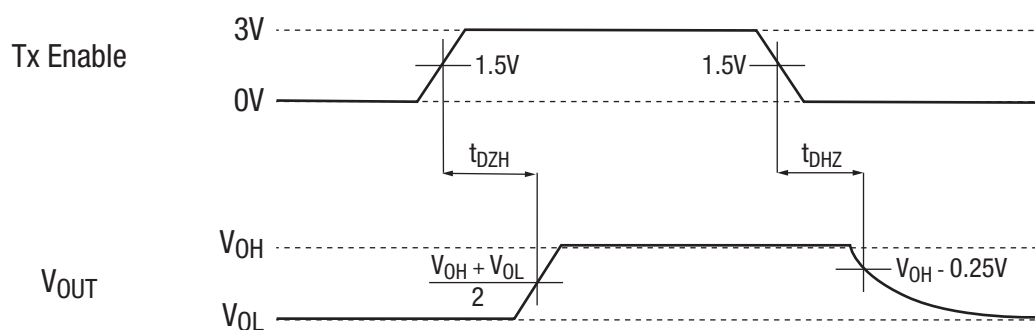 3V
Tx Enable
1.5V
1.5V
0V
tDZH
tDHZ
VOH
VOH + VOL
2
VOH - 0.25V
VOUT
VOL